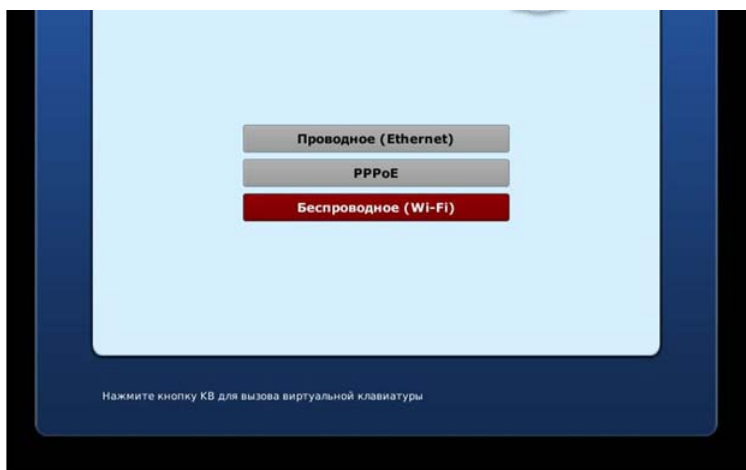 Проводное (Ethernet)
PPPoE
Беспроводное (Wi-Fi)
Нажмите кнопку КВ для вызова виртуальной клавиатуры